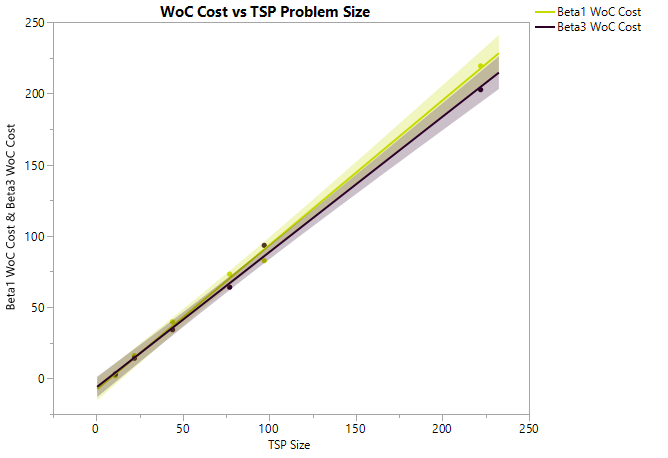 WoC Cost vs TSP Problem Size
Beta1 WoC Cost
Beta3 WoC Cost
Beta1 WoC Cost & Beta3 WoC Cost
250
200
150
100
50
0
0 50 100 150 200 250
TSP Size